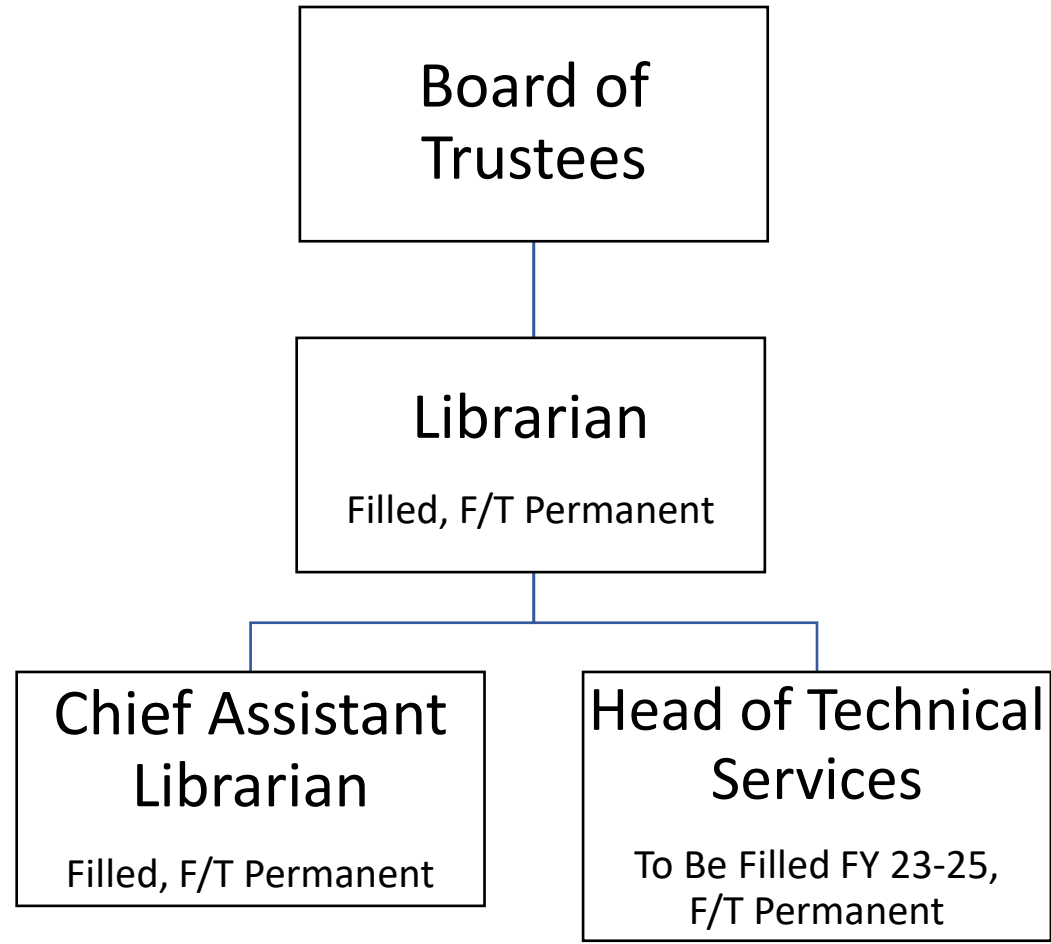 Board of
Trustees
Librarian
Filled, F/T Permanent
Chief Assistant
Librarian
Filled, F/T Permanent
Head of Technical
Services
To Be Filled FY 23-25,
F/T Permanent